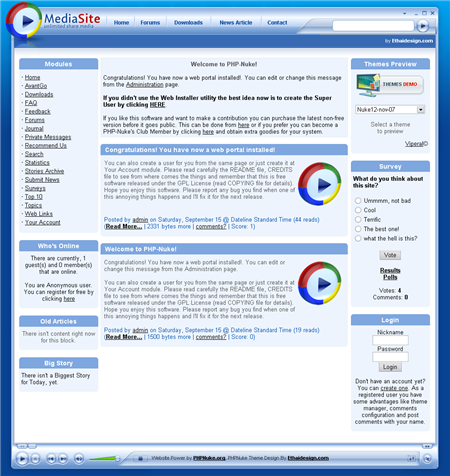 MediaSite
unlimited share media
Home
Forums
Downloads
News Article
Contact
by Ethaidesign.com
Modules
· Home
· AvantGo
· Downloads
· FAQ
· Feedback
· Forums
· Journal
· Private Messages
· Recommend Us
· Search
· Statistics
· Stories Archive
· Submit News
· Surveys
· Top 10
· Topics
· Web Links
· Your Account
Who's Online
There are currently, 1
guest(s) and 0 member(s)
that are online.
You are Anonymous user.
You can register for free by
clicking here
Old Articles
There isn't content right now
for this block.
Big Story
There isn't a Biggest Story
for Today, yet.
Welcome to PHP-Nuke!
Congratulations! You have now a web portal installed!. You can edit or change this message
from the Administration page.
If you didn't use the Web Installer utility the best idea now is to create the Super
User by clicking HERE.
If you like this software and want to make a contribution you can purchase the latest non-free
version before it goes public. This can be done from here or if you prefer you can become a
PHP-Nuke's Club Member by clicking here and obtain extra goodies for your system.
Congratulations! You have now a web portal installed!
You can also create a user for you from the same page or just create it at
Your Account module. Please read carefully the README file, CREDITS
file to see from where comes the things and remember that this is free
software released under the GPL License (read COPYING file for details).
Hope you enjoy this software. Please report any bug you find when one of
this annoying things happens and I'll fix it for the next release.
Posted by admin on Saturday, September 15 @ Dateline Standard Time (44 reads)
(Read More... | 2331 bytes more | comments? | Score: 1)
Welcome to PHP-Nuke!
Congratulations! You have now a web portal installed!. You can edit or
change this message from the Administration page.
You can also create a user for you from the same page or just create it at
Your Account module. Please read carefully the README file, CREDITS
file to see from where comes the things and remember that this is free
software released under the GPL License (read COPYING file for details).
Hope you enjoy this software. Please report any bug you find when one of
this annoying things happens and I'll fix it for the next release.
Posted by admin on Saturday, September 15 @ Dateline Standard Time (19 reads)
(Read More... | 1500 bytes more | comments? | Score: 0)
Themes Preview
THEMES DEMO
Nuke12-nov07
Select a theme
to preview
Viperal©
Survey
What do you think about
this site?
Ummmm, not bad
Cool
Terrific
The best one!
what the hell is this?
Vote
Results
Polls
Votes: 4
Comments: 0
Login
Nickname
Password
Login
Don't have an account yet?
You can create one. As a
registered user you have
some advantages like theme
manager, comments
configuration and post
comments with your name.
Website Power by PHPNuke.org. PHPNuke Theme Design By Ethaidesign.com